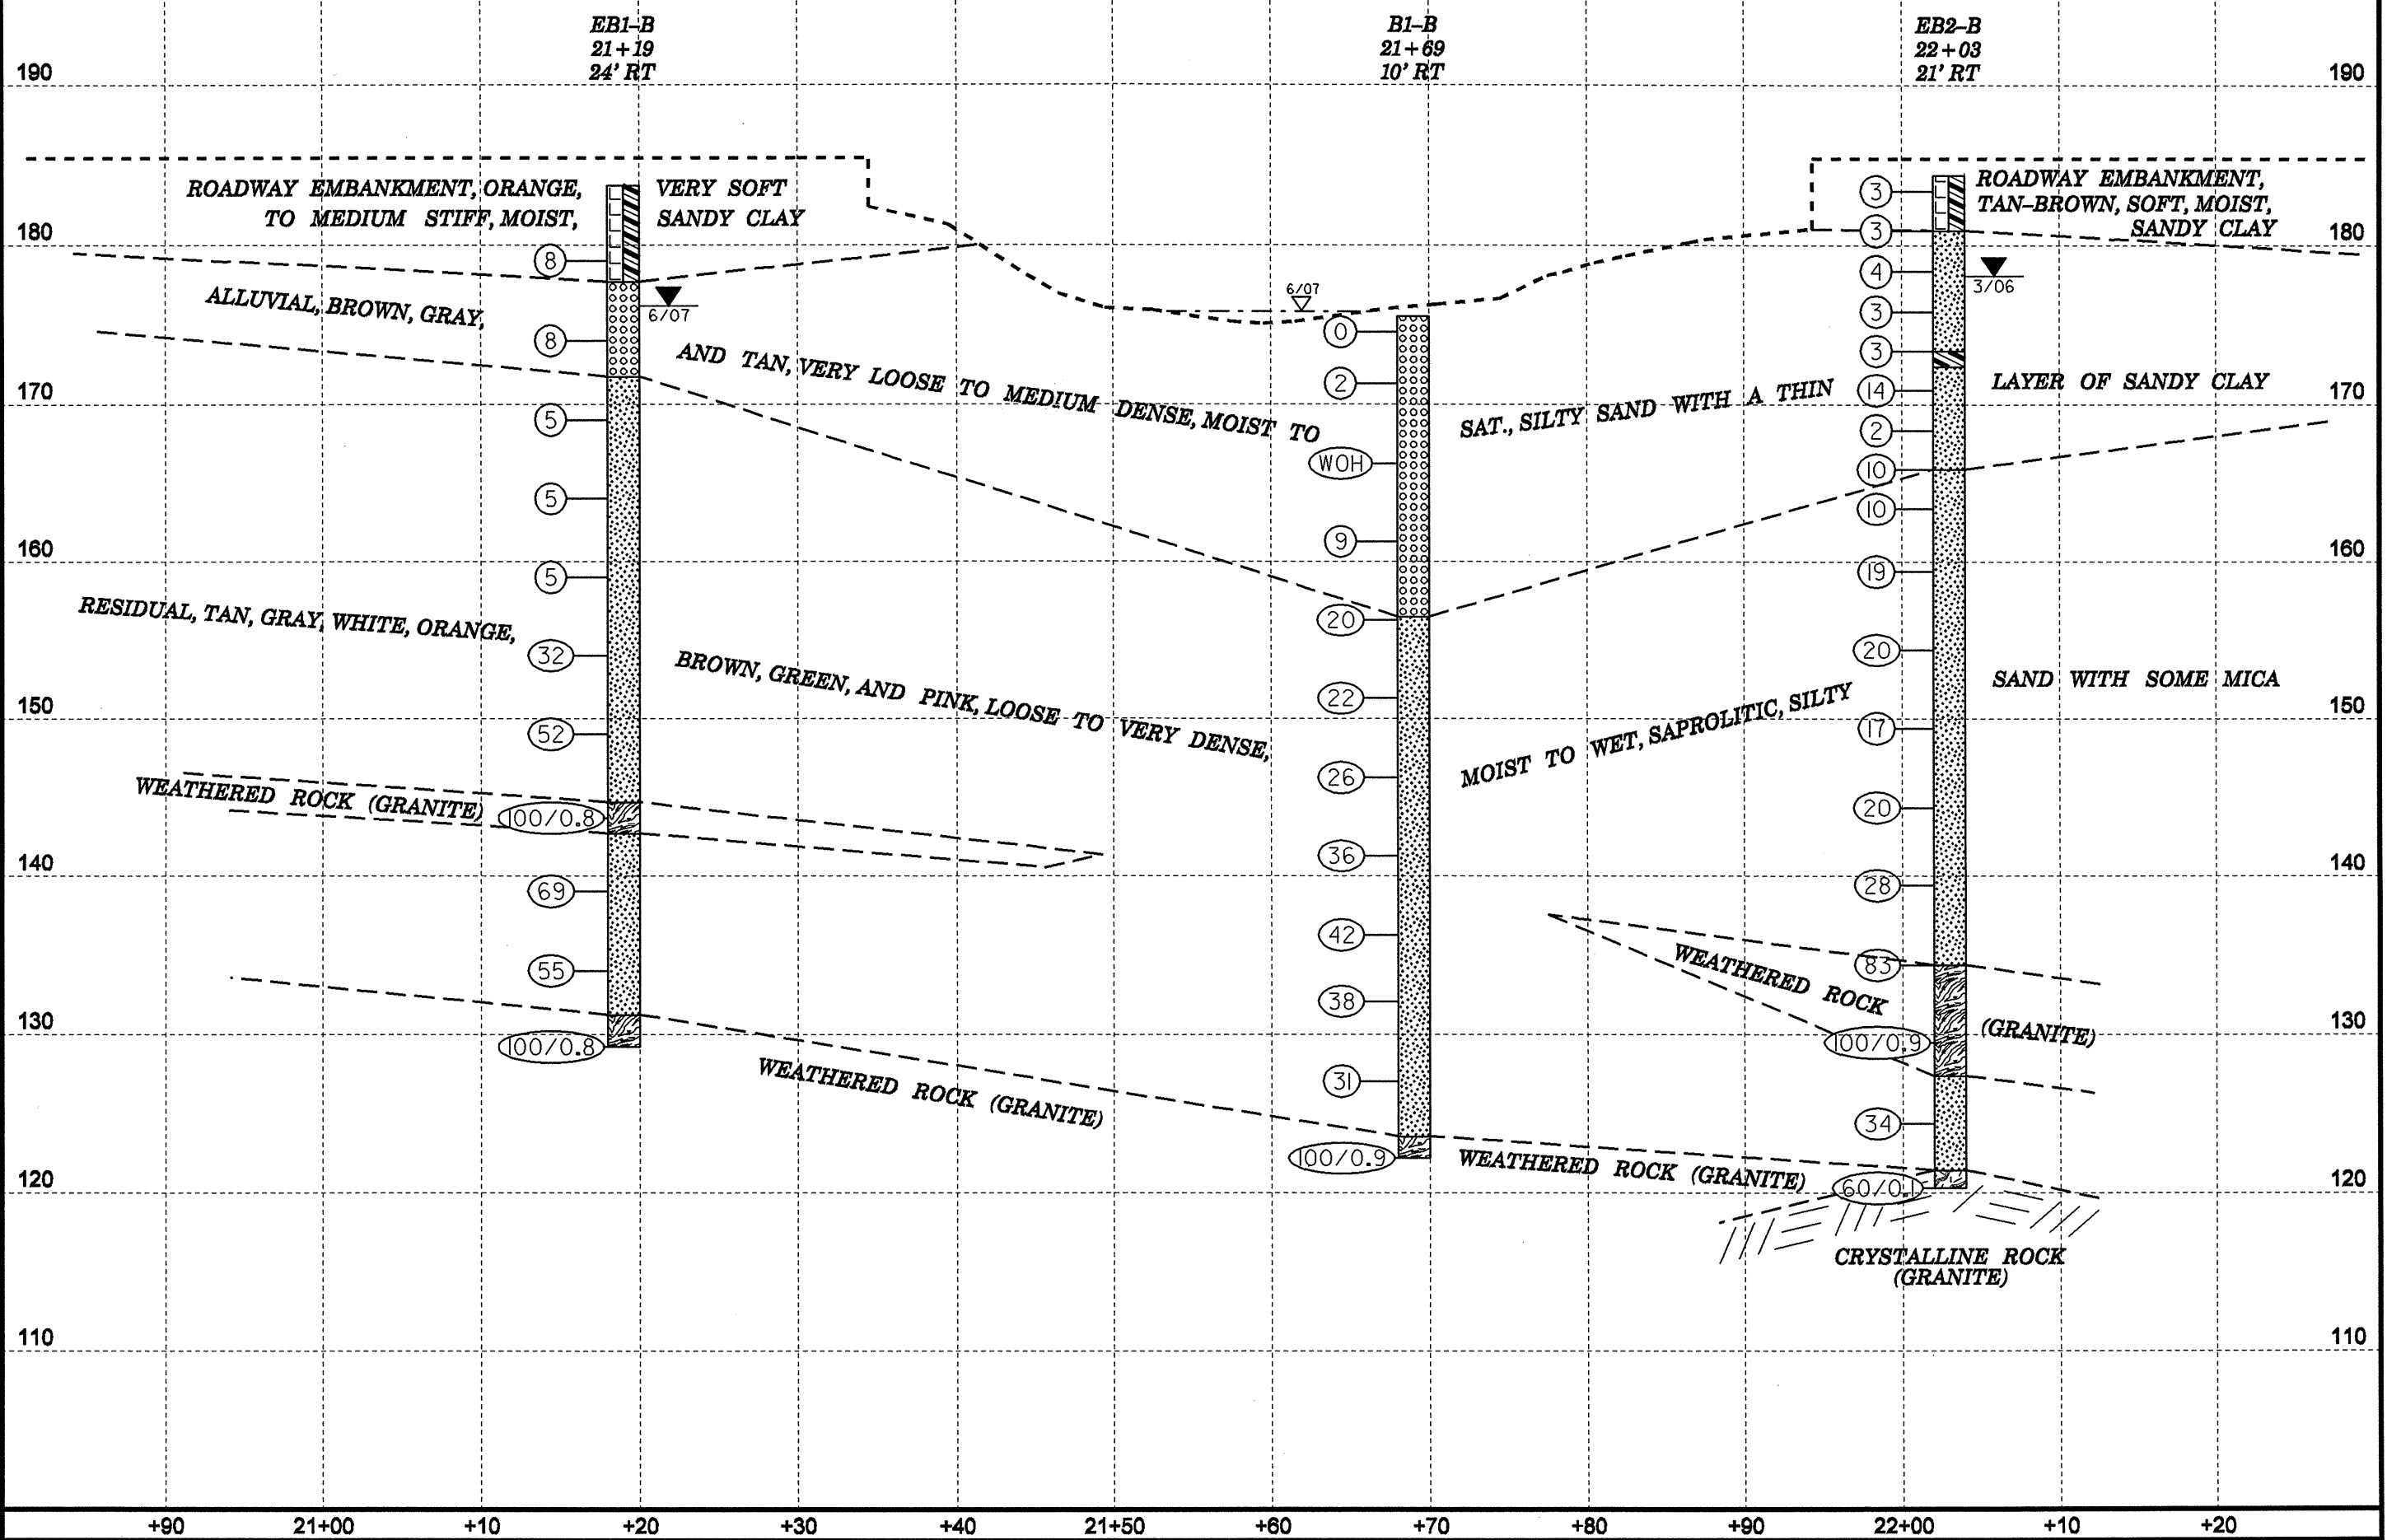 EB1-B
21+19
24' RT
B1-B
21+69
10' RT
EB2-B
22+03
21' RT
190
190
ROADWAY EMBANKMENT, ORANGE,
TO MEDIUM STIFF, MOIST,
VERY SOFT
SANDY CLAY
3
ROADWAY EMBANKMENT,
TAN-BROWN, SOFT, MOIST,
SANDY CLAY
180
8
3
180
4
3/06
ALLUVIAL, BROWN, GRAY,
6/07
6/07
3
8
0
3
AND TAN, VERY LOOSE TO MEDIUM DENSE, MOIST TO
2
SAT., SILTY SAND WITH A THIN
14
LAYER OF SANDY CLAY
170
5
2
170
WOH
10
5
10
9
160
5
19
160
RESIDUAL, TAN, GRAY, WHITE, ORANGE,
20
32
20
BROWN, GREEN, AND PINK, LOOSE TO VERY DENSE,
22
MOIST TO WET, SAPROLITIC, SILTY
SAND WITH SOME MICA
150
52
17
150
26
WEATHERED ROCK (GRANITE)
100/0.8
20
36
140
69
28
140
42
55
83
WEATHERED ROCK
(GRANITE)
38
130
100/0.8
100/0.9
130
WEATHERED ROCK (GRANITE)
31
34
100/0.9
WEATHERED ROCK (GRANITE)
120
60/0.1
120
CRYSTALLINE ROCK
(GRANITE)
110
110
+90
21+00
+10
+20
+30
+40
21+50
+60
+70
+80
+90
22+00
+10
+20